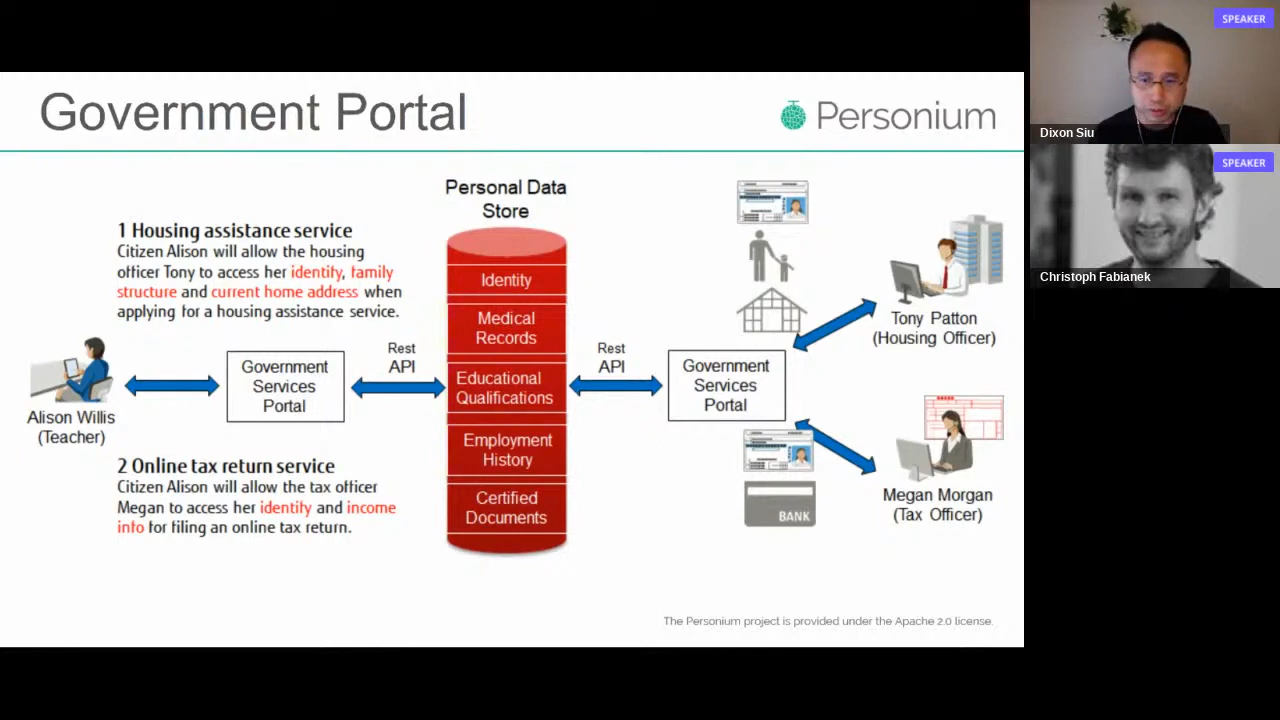 Government Portal
Personium
SPEAKER
Dixon Siu
SPEAKER
Christoph Fabianek
Personal Data
Store
1 Housing assistance service
Citizen Alison will allow the housing
officer Tony to access her identity, family
structure and current home address when
applying for a housing assistance service.
Identity
Medical
Records
Educational
Qualifications
Employment
History
Certified
Documents
Alison Willis
(Teacher)
Government
Services
Portal
Rest
API
Rest
API
Government
Services
Portal
Tony Patton
(Housing Officer)
2 Online tax return service
Citizen Alison will allow the tax officer
Megan to access her identity and income
info for filing an online tax return.
BANK
Megan Morgan
(Tax Officer)
The Personium project is provided under the Apache 2.0 license.